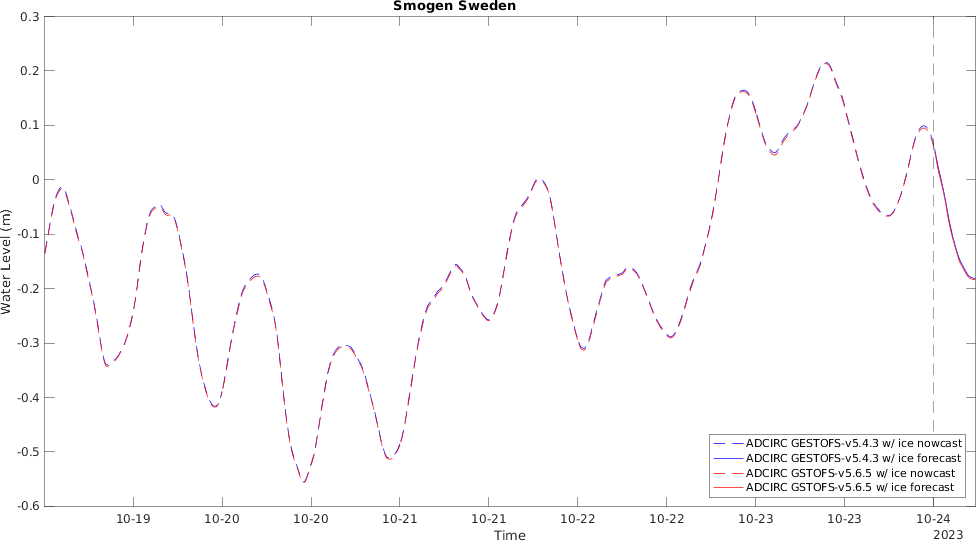 Smogen Sweden
0.3
0.2
0.1
0
-0.1
-0.2
-0.3
-0.4
-0.5
-0.6
Water Level (m)
ADCIRC GESTOFS-v5.4.3 w/ ice nowcast
ADCIRC GESTOFS-v5.4.3 w/ ice forecast
ADCIRC GSTOFS-v5.6.5 w/ ice nowcast
ADCIRC GSTOFS-v5.6.5 w/ ice forecast
10-19 10-20 10-20 10-21 10-21 10-22 10-22 10-23 10-23 10-24
Time 2023